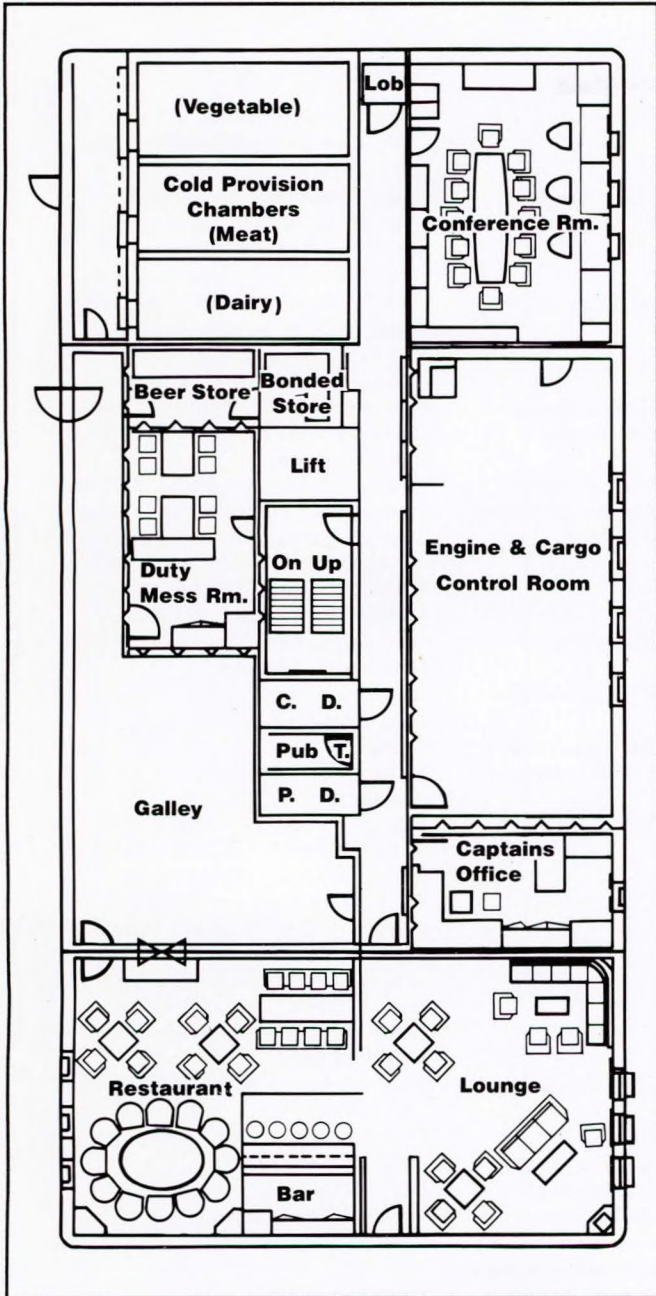 Lob
(Vegetable)
Cold Provision
Chambers
(Meat)
Conference Rm.
(Dairy)
Beer Store
Bonded
Store
Lift
On Up
Engine & Cargo
Control Room
Duty
Mess Rm.
C. D.
Pub T.
P. D.
Galley
Captains
Office
Restaurant
Lounge
Bar